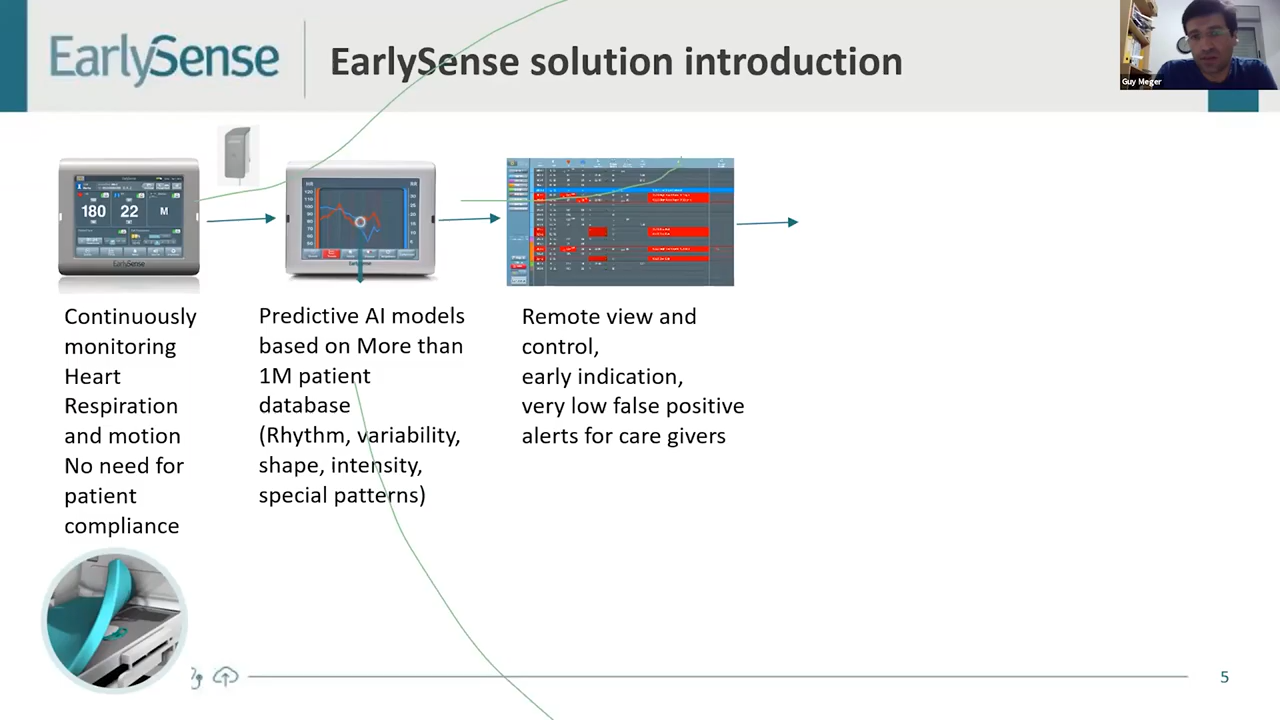 EarlySense
EarlySense solution introduction
Guy Meger
180 22 M
EarlySense
Continuously
monitoring
Heart
Respiration
and motion
No need for
patient
compliance
Predictive AI models
based on More than
1M patient
database
(Rhythm, variability,
shape, intensity,
special patterns)
Remote view and
control,
early indication,
very low false positive
alerts for care givers
5